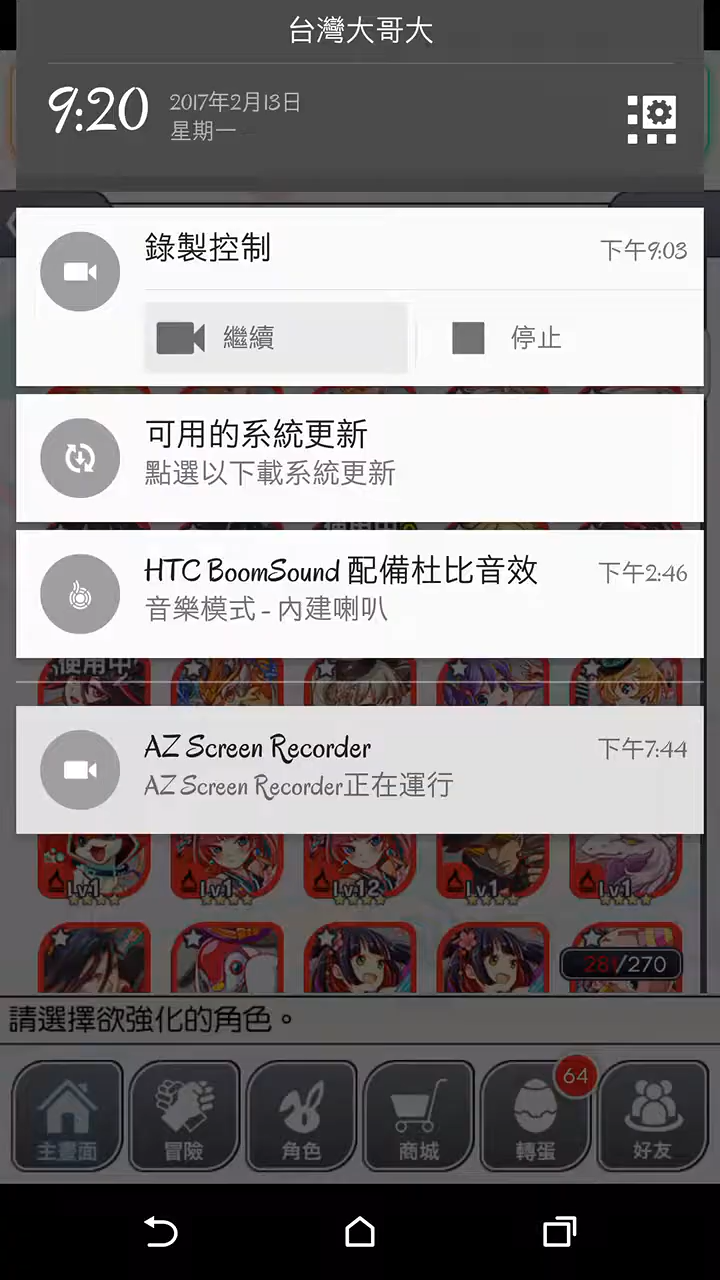 台灣大哥大
9:20
2017年2月13日
星期一
錄製控制
下午9:03
繼續
停止
可用的系統更新
點選以下載系統更新
HTC BoomSound 配備杜比音效
下午2:46
音樂模式 - 內建喇叭
使用中
AZ Screen Recorder
下午7:44
AZ Screen Recorder正在運行
Lv1
Lv1
Lv12
Lv1
Lv1
281/270
請選擇欲強化的角色。
64
主畫面
冒險
角色
商城
轉蛋
好友